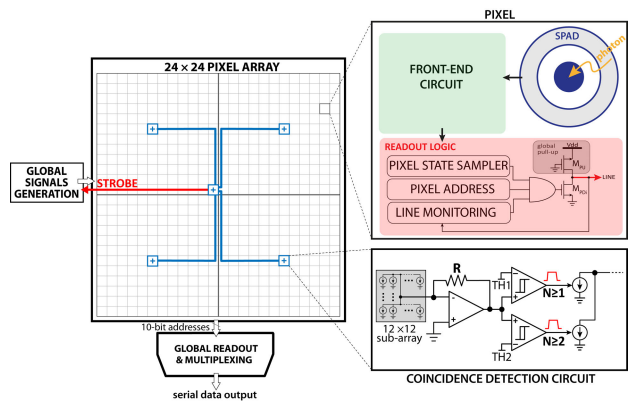 PIXEL
24 × 24 PIXEL ARRAY
SPAD
photon
FRONT-END
CIRCUIT
READOUT LOGIC
global
pull-up
Vdd
MPU
PIXEL STATE SAMPLER
PIXEL ADDRESS
LINE MONITORING
MPDi
LINE
GLOBAL
SIGNALS
GENERATION
STROBE
R
TH1
N≥1
N≥2
TH2
12 ×12
sub-array
COINCIDENCE DETECTION CIRCUIT
10-bit addresses
GLOBAL READOUT
& MULTIPLEXING
serial data output